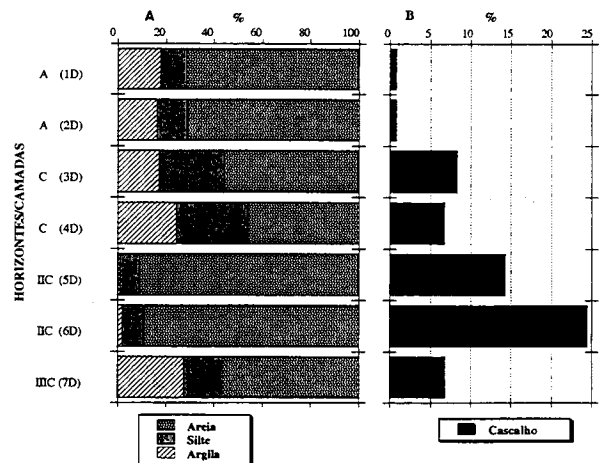 A %
0 20 40 60 80 100
B %
0 5 10 15 20 25
HORIZONTES/CAMADAS
A (1D)
A (2D)
C (3D)
C (4D)
IIC (5D)
IIC (6D)
IIIC (7D)
Areia
Silte
Argila
Cascalho